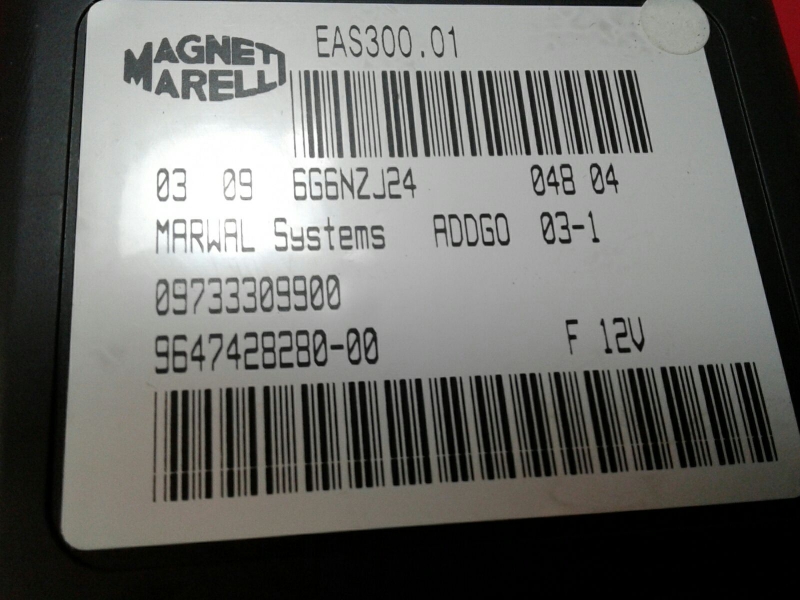 MAGNETI
MARELLI
EAS300.01
03 09 6G6NZJ24 048 04
MARWAL Systems ADDGO 03-1
09733309900
9647428280-00 F 12V